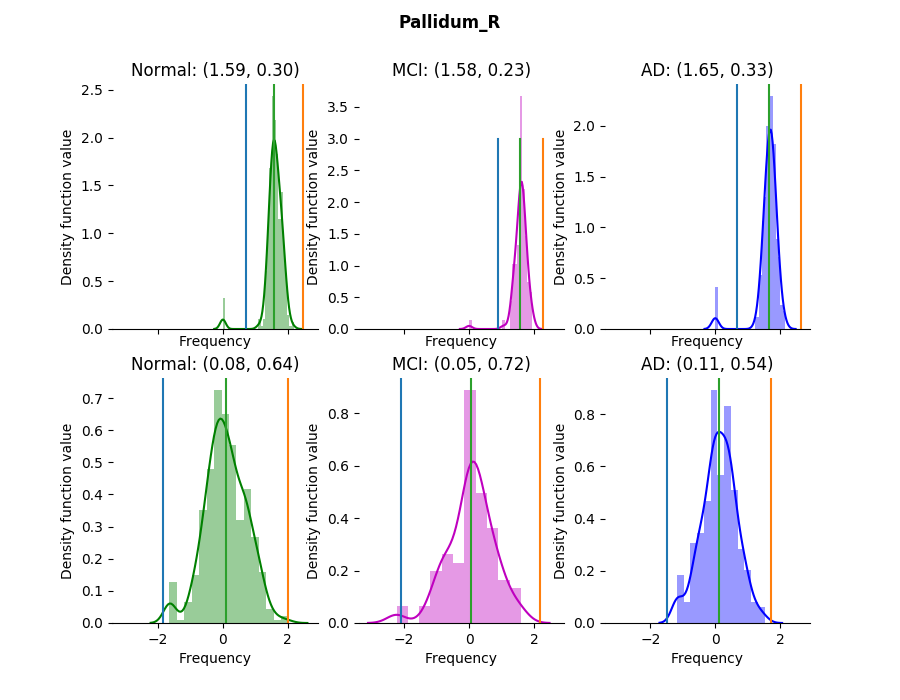 Pallidum_R
Normal: (1.59, 0.30)
MCI: (1.58, 0.23)
AD: (1.65, 0.33)
Density function value
2.5
2.0
1.5
1.0
0.5
0.0
Frequency
Density function value
3.5
3.0
2.5
2.0
1.5
1.0
0.5
0.0
Frequency
Density function value
2.0
1.5
1.0
0.5
0.0
Frequency
Normal: (0.08, 0.64)
MCI: (0.05, 0.72)
AD: (0.11, 0.54)
Density function value
0.7
0.6
0.5
0.4
0.3
0.2
0.1
0.0
−2 0 2
Frequency
Density function value
0.8
0.6
0.4
0.2
0.0
−2 0 2
Frequency
Density function value
0.8
0.6
0.4
0.2
0.0
−2 0 2
Frequency